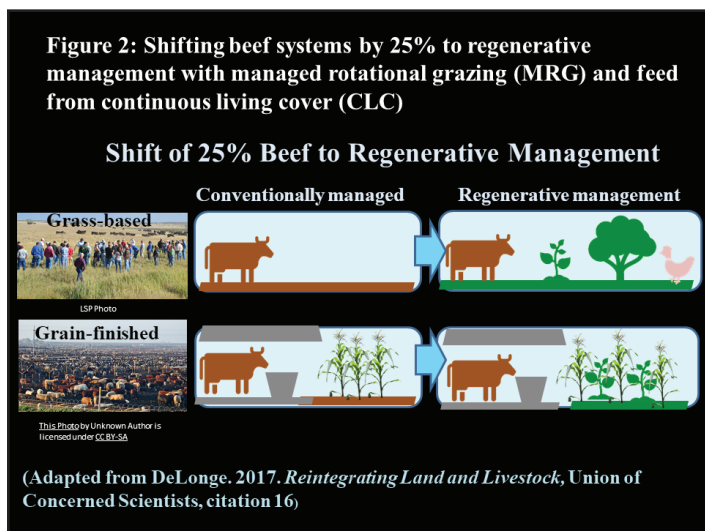 Figure 2: Shifting beef systems by 25% to regenerative
management with managed rotational grazing (MRG) and feed
from continuous living cover (CLC)
Shift of 25% Beef to Regenerative Management
Conventionally managed
Regenerative management
Grass-based
LSP Photo
Grain-finished
This Photo by Unknown Author is
licensed under CC BY-SA
(Adapted from DeLonge. 2017. Reintegrating Land and Livestock, Union of
Concerned Scientists, citation 16)